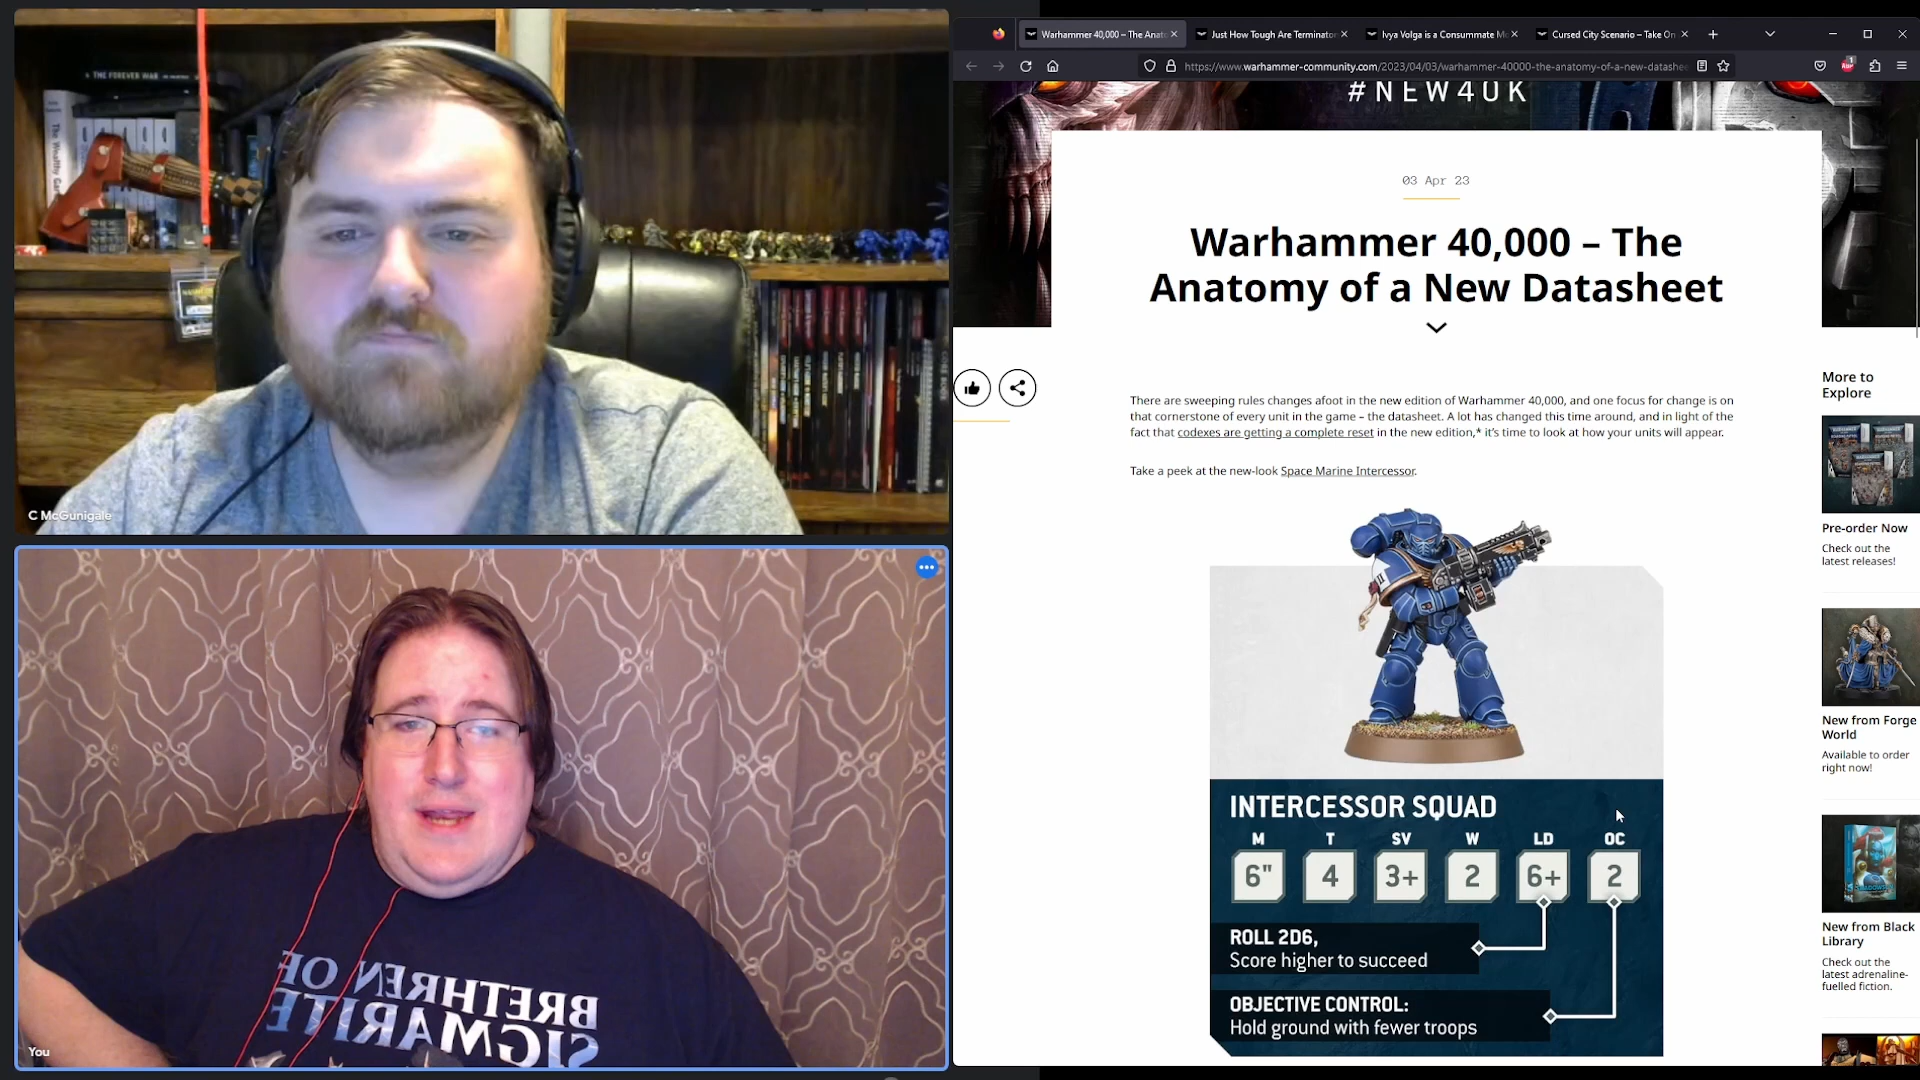 THE FOREVER WAR
The Wealthy
C McGunigale
You
BRETHREN OF
SIGMARITE
Warhammer 40,000 – The Anat
Just How Tough Are Terminator
Ivya Volga is a Consummate M
Cursed City Scenario – Take On
https://www.warhammer-community.com/2023/04/03/warhammer-40000-the-anatomy-of-a-new-datashee
#NEW40K
03 Apr 23
Warhammer 40,000 – The
Anatomy of a New Datasheet
There are sweeping rules changes afoot in the new edition of Warhammer 40,000, and one focus for change is on
that cornerstone of every unit in the game – the datasheet. A lot has changed this time around, and in light of the
fact that codexes are getting a complete reset in the new edition,* it's time to look at how your units will appear.
Take a peek at the new-look Space Marine Intercessor.
INTERCESSOR SQUAD
M T SV W LD OC
6" 4 3+ 2 6+ 2
ROLL 2D6,
Score higher to succeed
OBJECTIVE CONTROL:
Hold ground with fewer troops
More to
Explore
Pre-order Now
Check out the
latest releases!
New from Forge
World
Available to order
right now!
New from Black
Library
Check out the
latest adrenaline-
fuelled fiction.